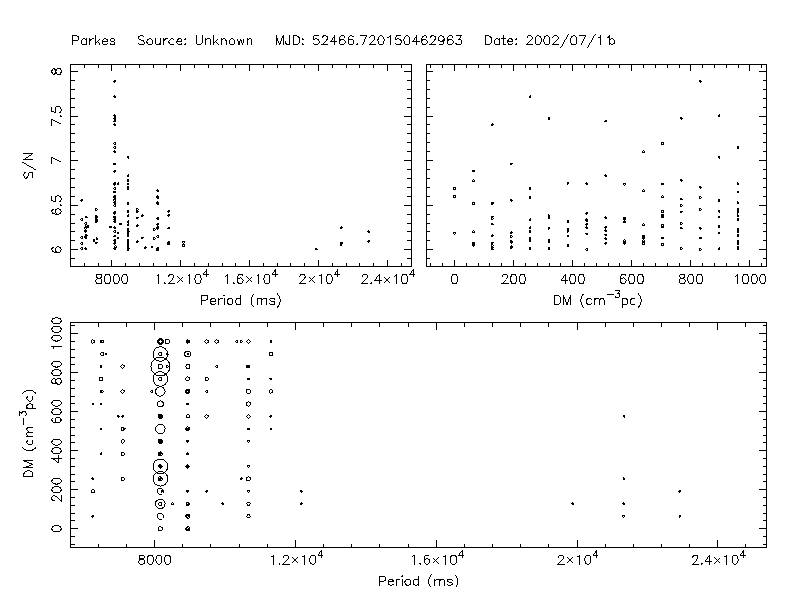 Parkes Source: Unknown MJD: 52466.720150462963 Date: 2002/07/11
8
7.5
7
6.5
6
S/N
8000 1.2×10⁴ 1.6×10⁴ 2×10⁴ 2.4×10⁴
Period (ms)
0 200 400 600 800 1000
DM (cm⁻³pc)
1000
800
600
400
200
0
DM (cm⁻³pc)
8000 1.2×10⁴ 1.6×10⁴ 2×10⁴ 2.4×10⁴
Period (ms)